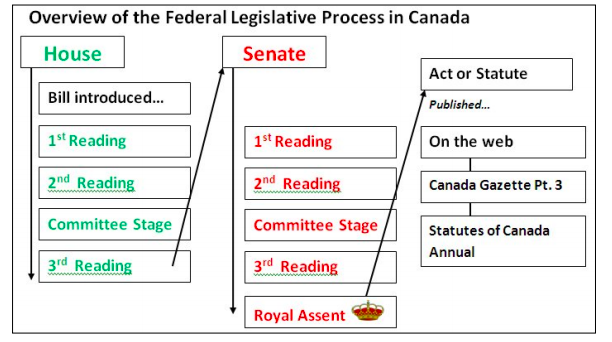 Overview of the Federal Legislative Process in Canada
House
Bill introduced...
1st Reading
2nd Reading
Committee Stage
3rd Reading
Senate
1st Reading
2nd Reading
Committee Stage
3rd Reading
Royal Assent
Act or Statute
Published...
On the web
Canada Gazette Pt. 3
Statutes of Canada
Annual